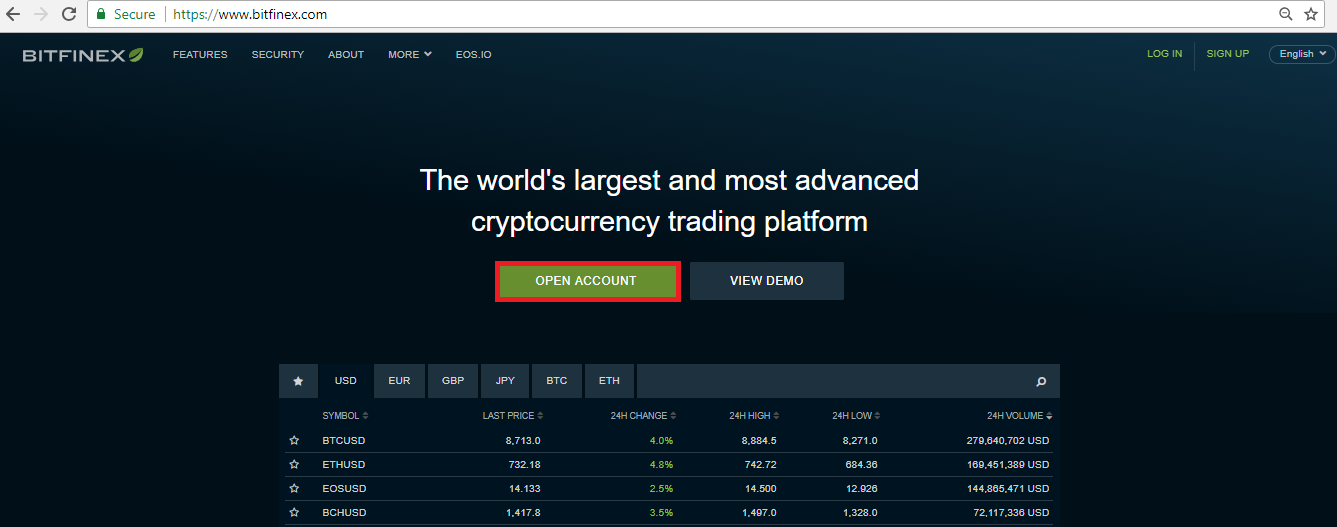 Secure https://www.bitfinex.com
BITFINEX FEATURES SECURITY ABOUT MORE EOS.IO LOG IN SIGN UP English
The world's largest and most advanced
cryptocurrency trading platform
OPEN ACCOUNT VIEW DEMO
USD EUR GBP JPY BTC ETH
SYMBOL LAST PRICE 24H CHANGE 24H HIGH 24H LOW 24H VOLUME
BTCUSD 8,713.0 4.0% 8,884.5 8,271.0 279,640,702 USD
ETHUSD 732.18 4.8% 742.72 684.36 169,451,389 USD
EOSUSD 14.133 2.5% 14.500 12.926 144,865,471 USD
BCHUSD 1,417.8 3.5% 1,497.0 1,328.0 72,117,336 USD